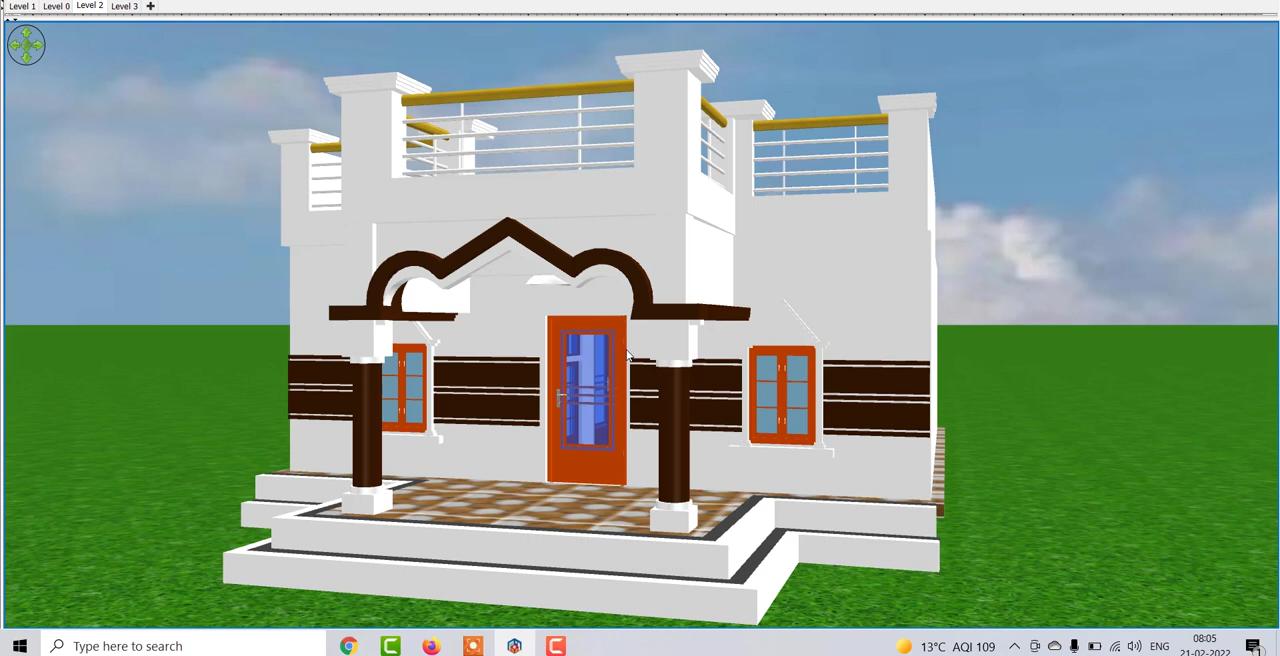 Level 1 Level 0 Level 2 Level 3
Type here to search
13°C AQI 109
ENG
08:05
21-02-2022
1